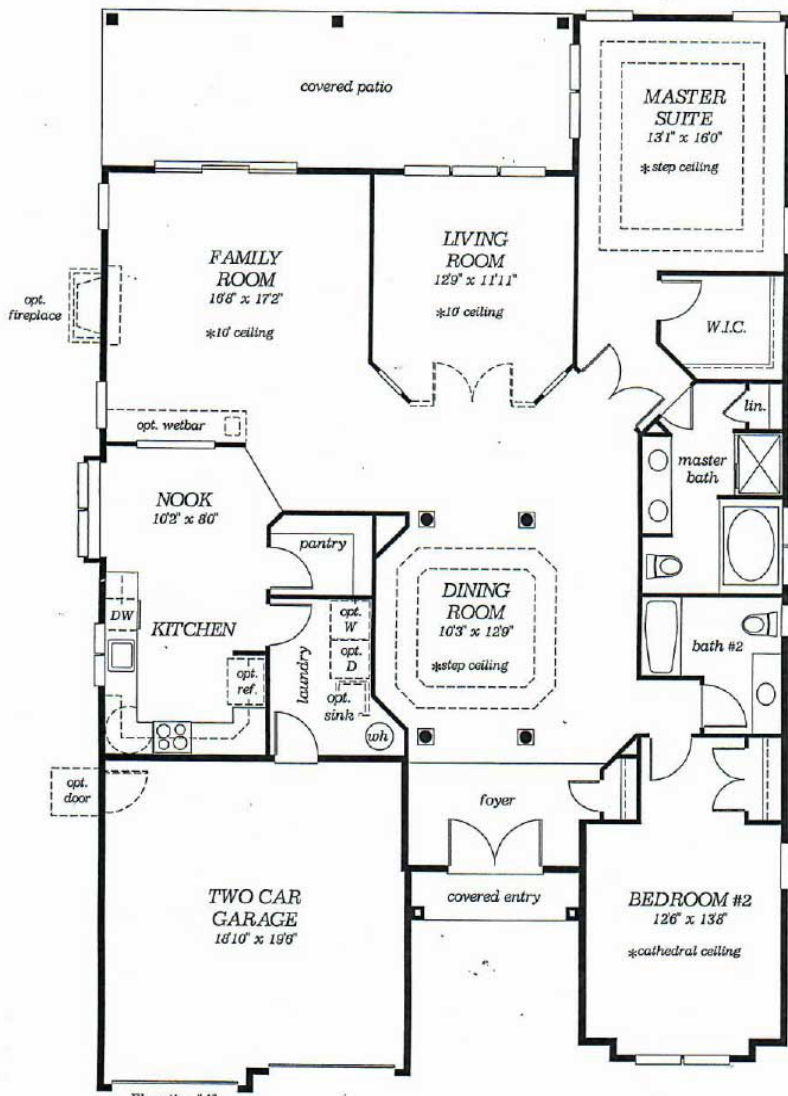 covered patio
MASTER
SUITE
13'1" x 16'0"
*step ceiling
FAMILY
ROOM
16'8" x 17'2"
*10' ceiling
LIVING
ROOM
12'9" x 11'11"
*10' ceiling
opt.
fireplace
W.I.C.
opt. wetbar
lin.
master
bath
NOOK
10'2" x 8'0"
pantry
DINING
ROOM
10'3" x 12'9"
*step ceiling
DW
KITCHEN
opt.
W
opt.
D
opt.
sink
laundry
opt.
ref.
bath #2
wh
opt.
door
foyer
TWO CAR
GARAGE
18'10" x 19'6"
covered entry
BEDROOM #2
12'6" x 13'8"
*cathedral ceiling